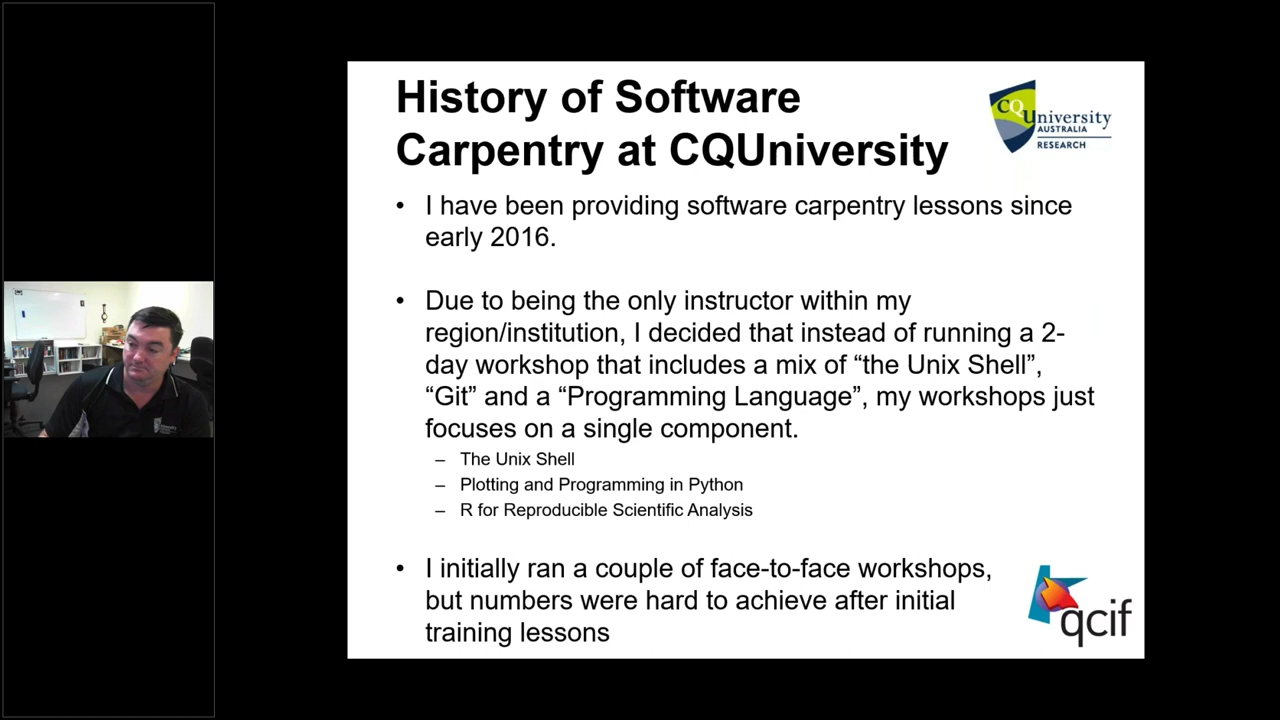 History of Software
Carpentry at CQUniversity
CQUniversity
AUSTRALIA
RESEARCH
• I have been providing software carpentry lessons since
early 2016.
• Due to being the only instructor within my
region/institution, I decided that instead of running a 2-
day workshop that includes a mix of “the Unix Shell”,
“Git” and a “Programming Language”, my workshops just
focuses on a single component.
– The Unix Shell
– Plotting and Programming in Python
– R for Reproducible Scientific Analysis
• I initially ran a couple of face-to-face workshops,
but numbers were hard to achieve after initial
training lessons
qcif